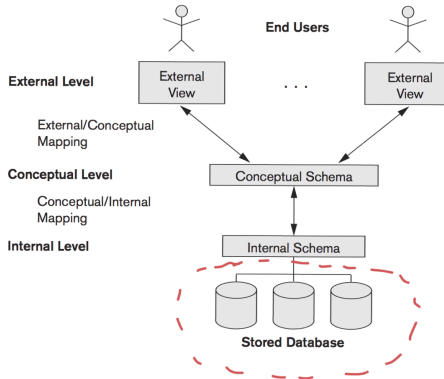 End Users
External Level
External
View
. . .
External
View
External/Conceptual
Mapping
Conceptual Level
Conceptual Schema
Conceptual/Internal
Mapping
Internal Level
Internal Schema
Stored Database